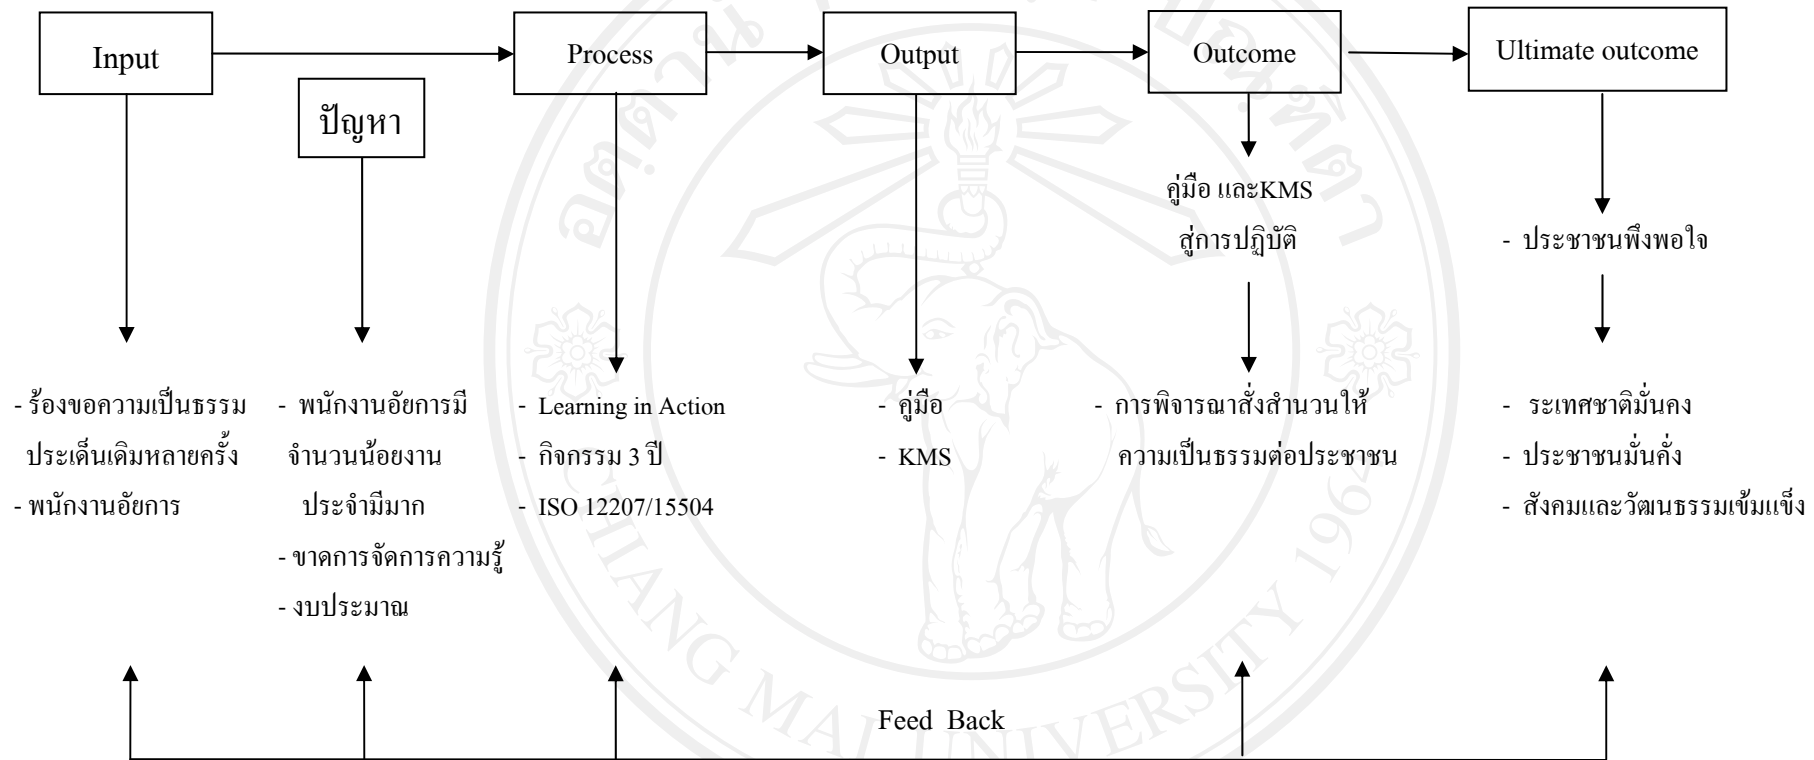 Input
Process
Output
Outcome
Ultimate outcome
ปัญหา
คู่มือ และKMS
สู่การปฏิบัติ
- ประชาชนพึงพอใจ
- ร้องขอความเป็นธรรม
ประเด็นเดิมหลายครั้ง
- พนักงานอัยการ
- พนักงานอัยการมี
จำนวนน้อยงาน
ประจำมีมาก
- ขาดการจัดการความรู้
- งบประมาณ
- Learning in Action
- กิจกรรม 3 ปี
- ISO 12207/15504
- คู่มือ
- KMS
- การพิจารณาสั่งสำนวนให้
ความเป็นธรรมต่อประชาชน
- ระเทศชาติมั่นคง
- ประชาชนมั่นคั่ง
- สังคมและวัฒนธรรมเข้มแข็ง
Feed Back
CHIANG MAI UNIVERSITY 1964